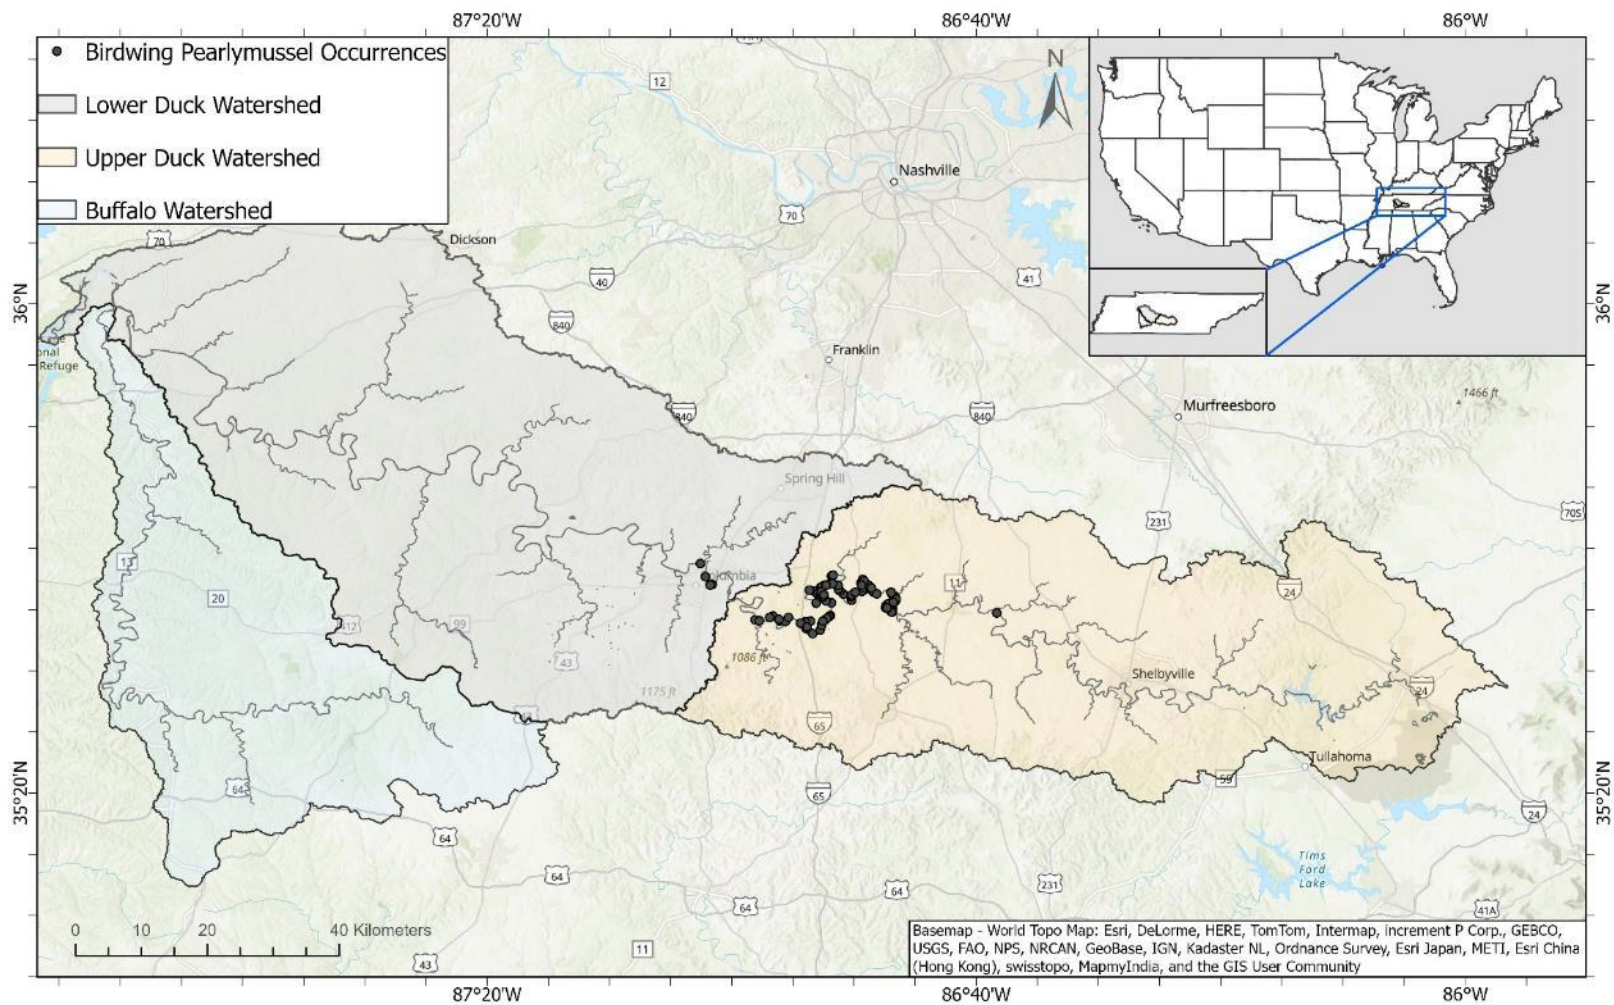 87°20'W
86°40'W
86°W
Birdwing Pearlymussel Occurrences
Lower Duck Watershed
Upper Duck Watershed
Buffalo Watershed
N
12
Nashville
70
70
Dickson
40
41
840
36°N
36°N
Franklin
onal
Refuge
840
840
Murfreesboro
1466 ft
Spring Hill
231
70S
13
20
11
24
99
43
1086 ft
1175 ft
Shelbyville
24
65
Tullahoma
55
64
65
35°20'N
35°20'N
24
64
64
64
64
231
Tims
Ford
Lake
41A
0 10 20 40 Kilometers
11
43
Basemap - World Topo Map: Esri, DeLorme, HERE, TomTom, Intermap, increment P Corp., GEBCO,
USGS, FAO, NPS, NRCAN, GeoBase, IGN, Kadaster NL, Ordnance Survey, Esri Japan, METI, Esri China
(Hong Kong), swisstopo, MapmyIndia, and the GIS User Community
87°20'W
86°40'W
86°W